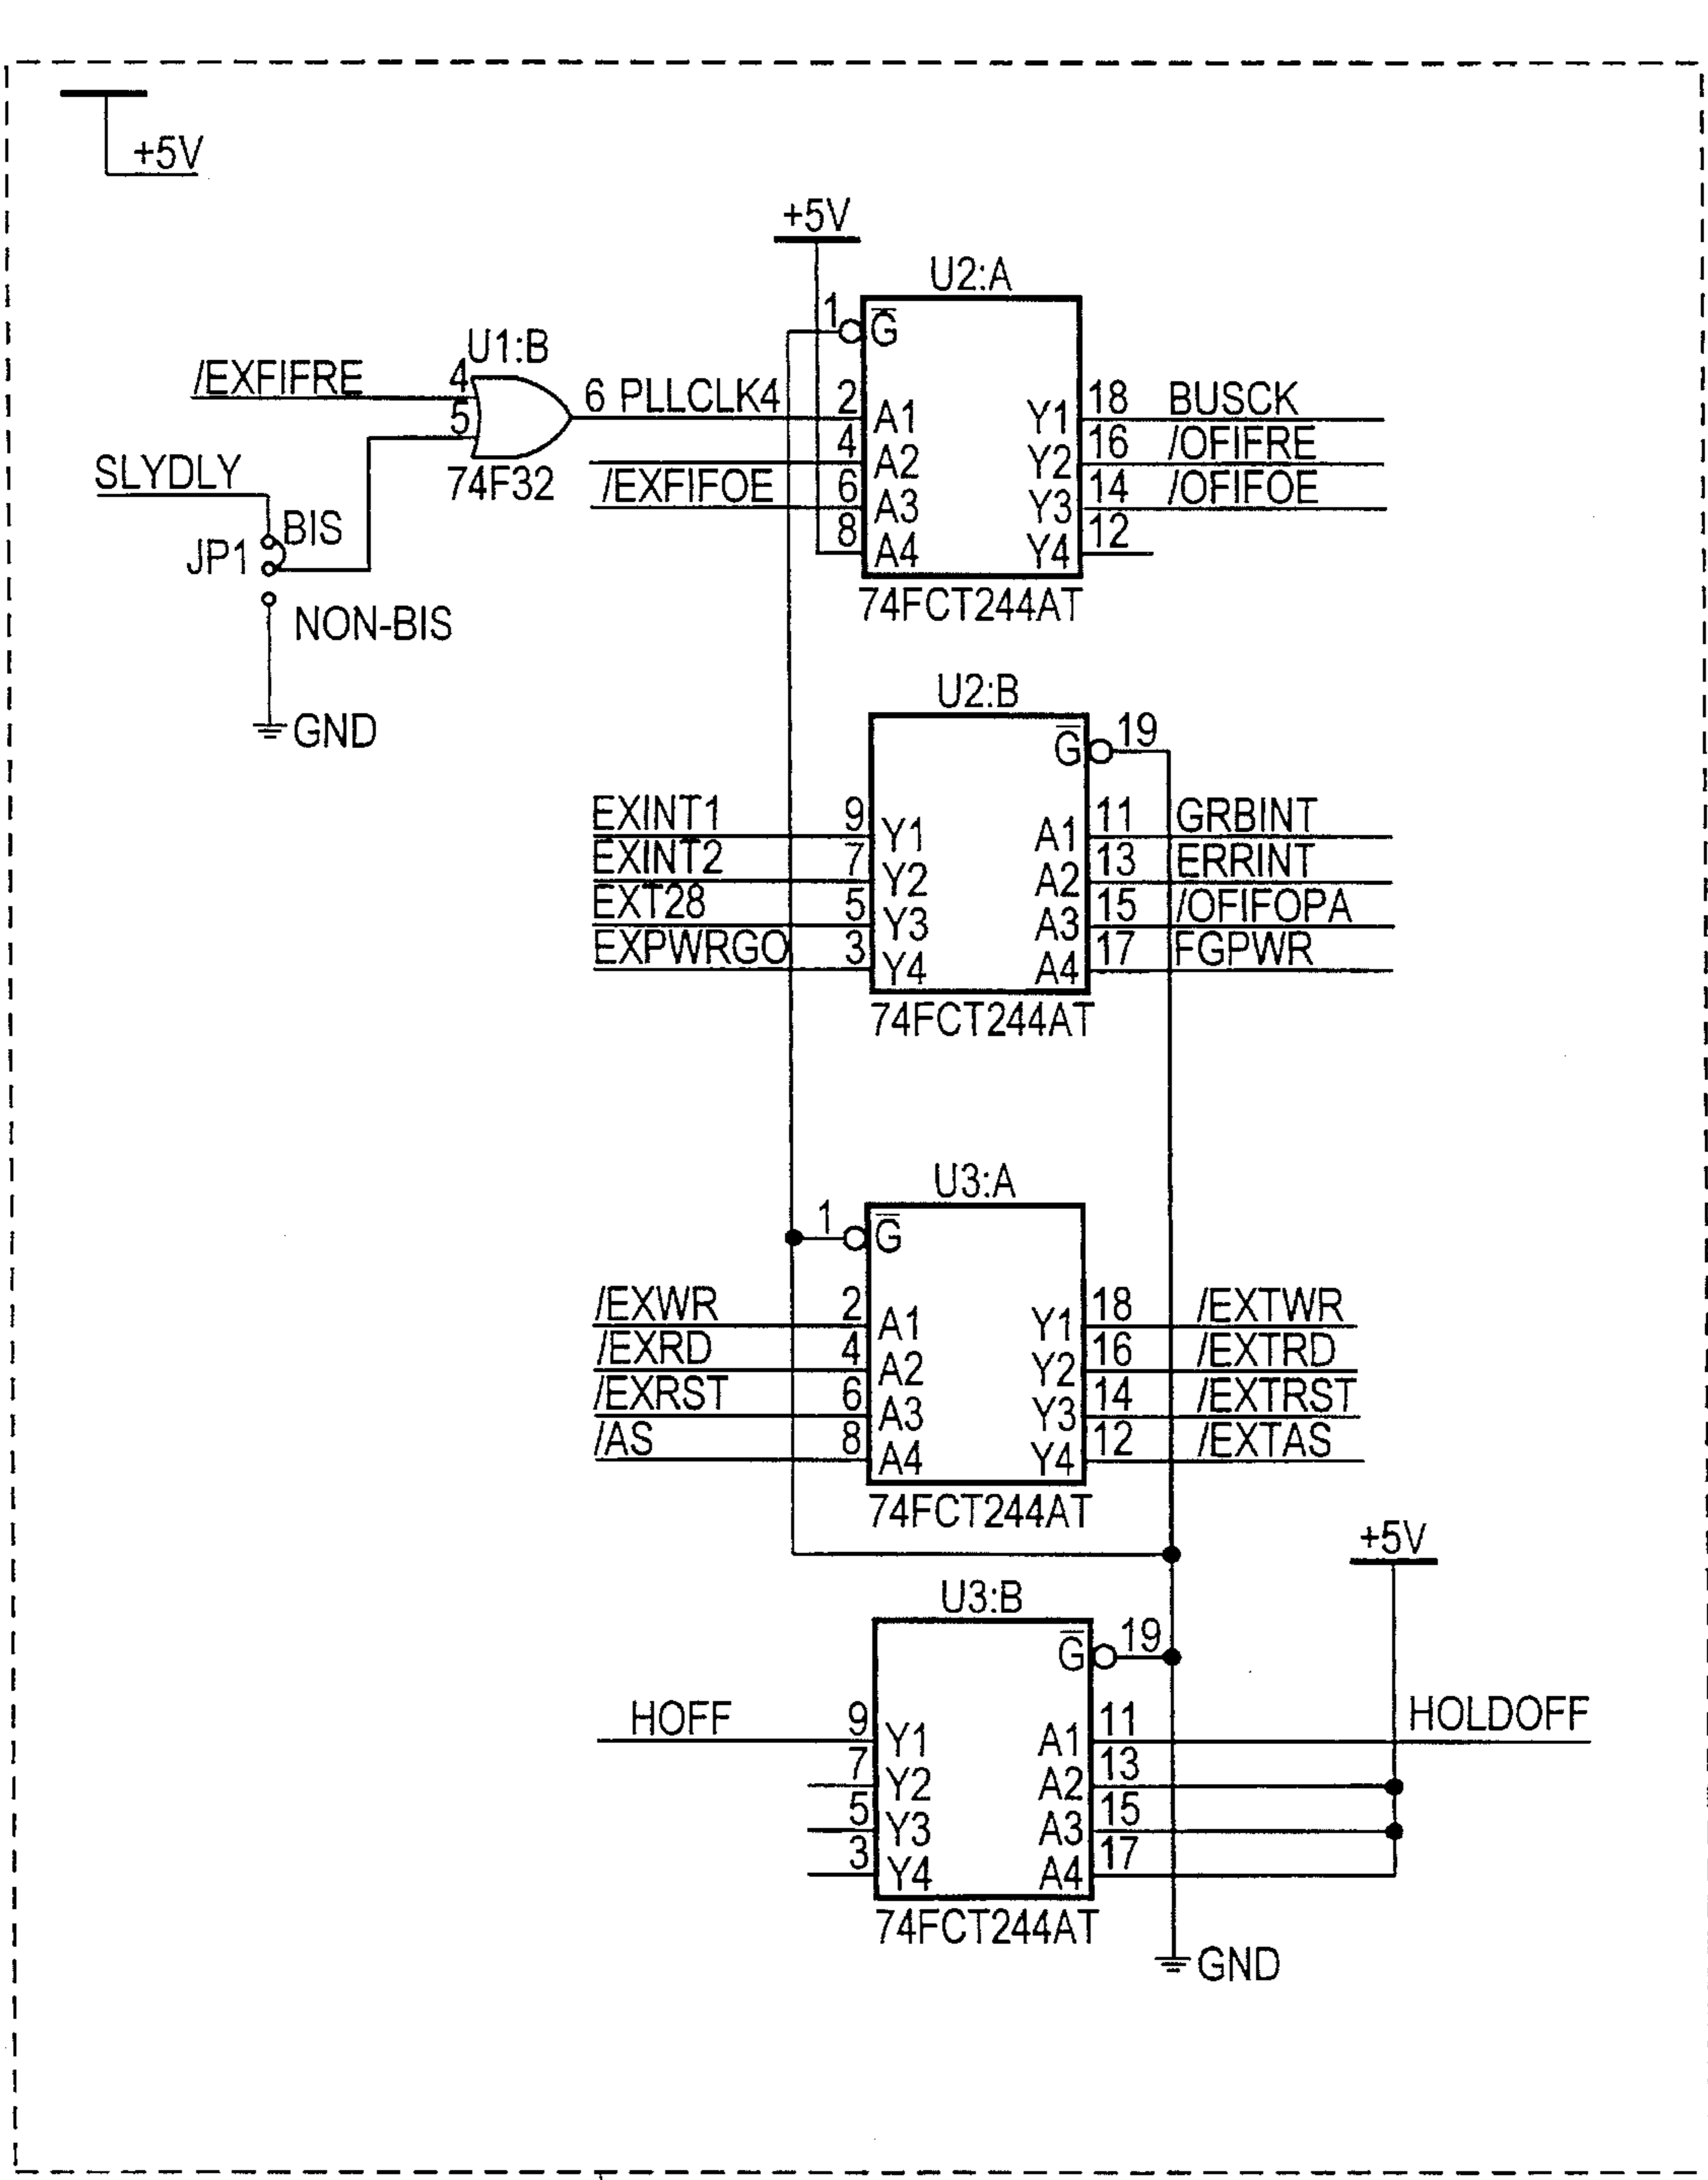 +5V
+5V
U2:A
1 G
U1:B
/EXFIFRE 4
5
6 PLLCLK4 2 A1 Y1 18 BUSCK
4 A2 Y2 16 /OFIFRE
/EXFIFOE 6 A3 Y3 14 /OFIFOE
8 A4 Y4 12
74F32
SLYDLY
BIS
JP1
NON-BIS
GND
74FCT244AT
U2:B
G 19
EXINT1 9 Y1 A1 11 GRBINT
EXINT2 7 Y2 A2 13 ERRINT
EXT28 5 Y3 A3 15 /OFIFOPA
EXPWRGO 3 Y4 A4 17 FGPWR
74FCT244AT
U3:A
1 G
/EXWR 2 A1 Y1 18 /EXTWR
/EXRD 4 A2 Y2 16 /EXTRD
/EXRST 6 A3 Y3 14 /EXTRST
/AS 8 A4 Y4 12 /EXTAS
74FCT244AT
+5V
U3:B
G 19
HOFF 9 Y1 A1 11 HOLDOFF
7 Y2 A2 13
5 Y3 A3 15
3 Y4 A4 17
74FCT244AT
GND